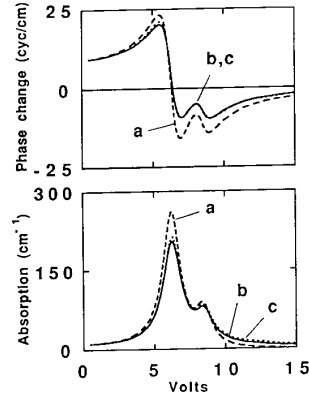 25
0
-25
Phase change (cyc/cm)
b,c
a
300
150
0
Absorption (cm⁻¹)
a
b
c
0
5
10
15
Volts